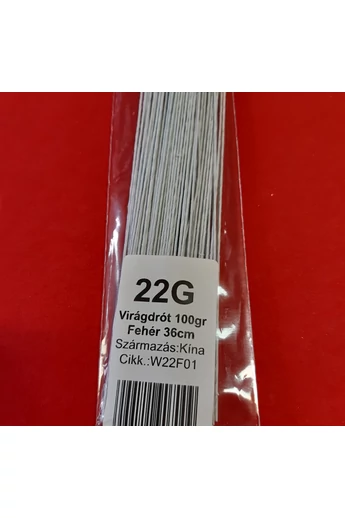 22G
Virágdrót 100gr
Fehér 36cm
Származás:Kína
Cikk.:W22F01